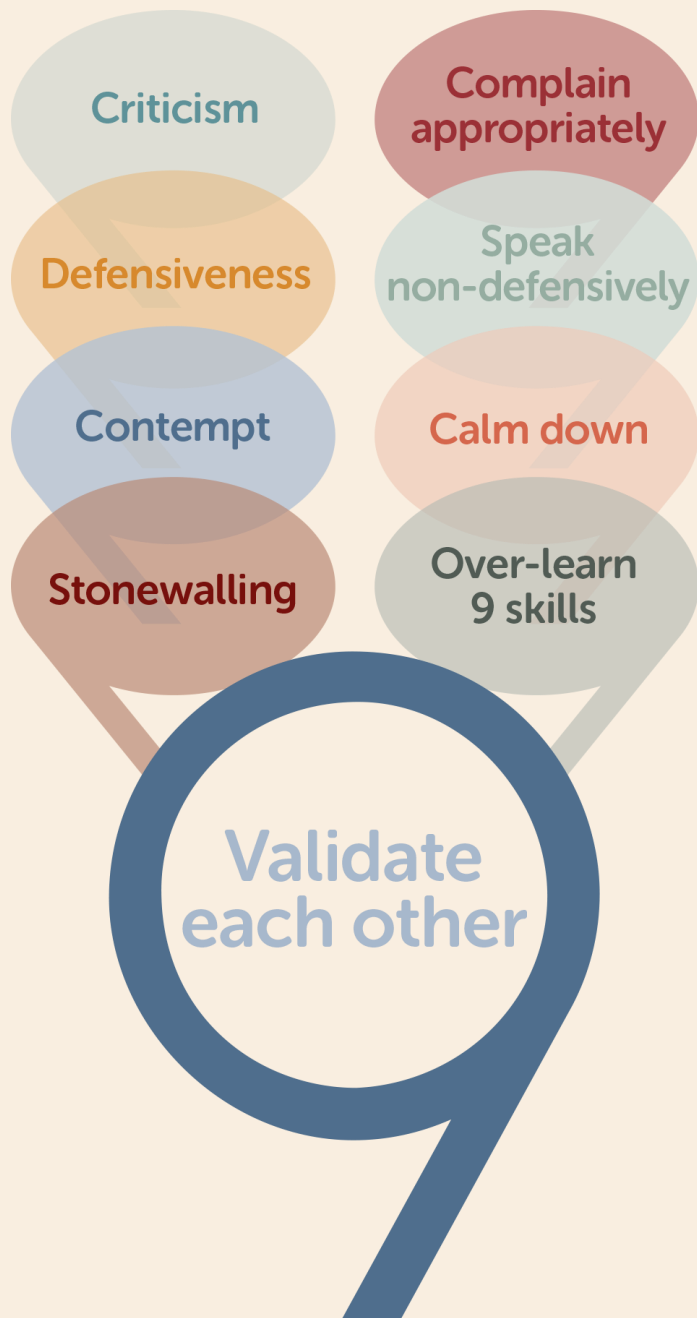 Criticism
Defensiveness
Contempt
Stonewalling
Complain
appropriately
Speak
non-defensively
Calm down
Over-learn
9 skills
Validate
each other